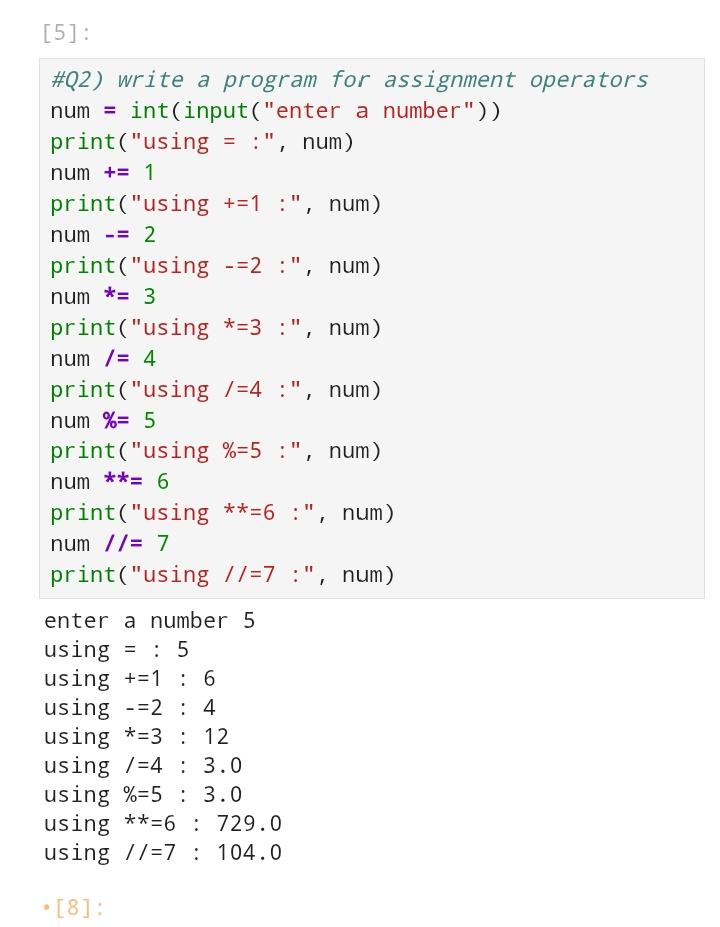 [5]:
#Q2) write a program for assignment operators
num = int(input("enter a number"))
print("using = :", num)
num += 1
print("using +=1 :", num)
num -= 2
print("using -=2 :", num)
num *= 3
print("using *=3 :", num)
num /= 4
print("using /=4 :", num)
num %= 5
print("using %=5 :", num)
num **= 6
print("using **=6 :", num)
num //= 7
print("using //=7 :", num)
enter a number 5
using = : 5
using +=1 : 6
using -=2 : 4
using *=3 : 12
using /=4 : 3.0
using %=5 : 3.0
using **=6 : 729.0
using //=7 : 104.0
•[8]: